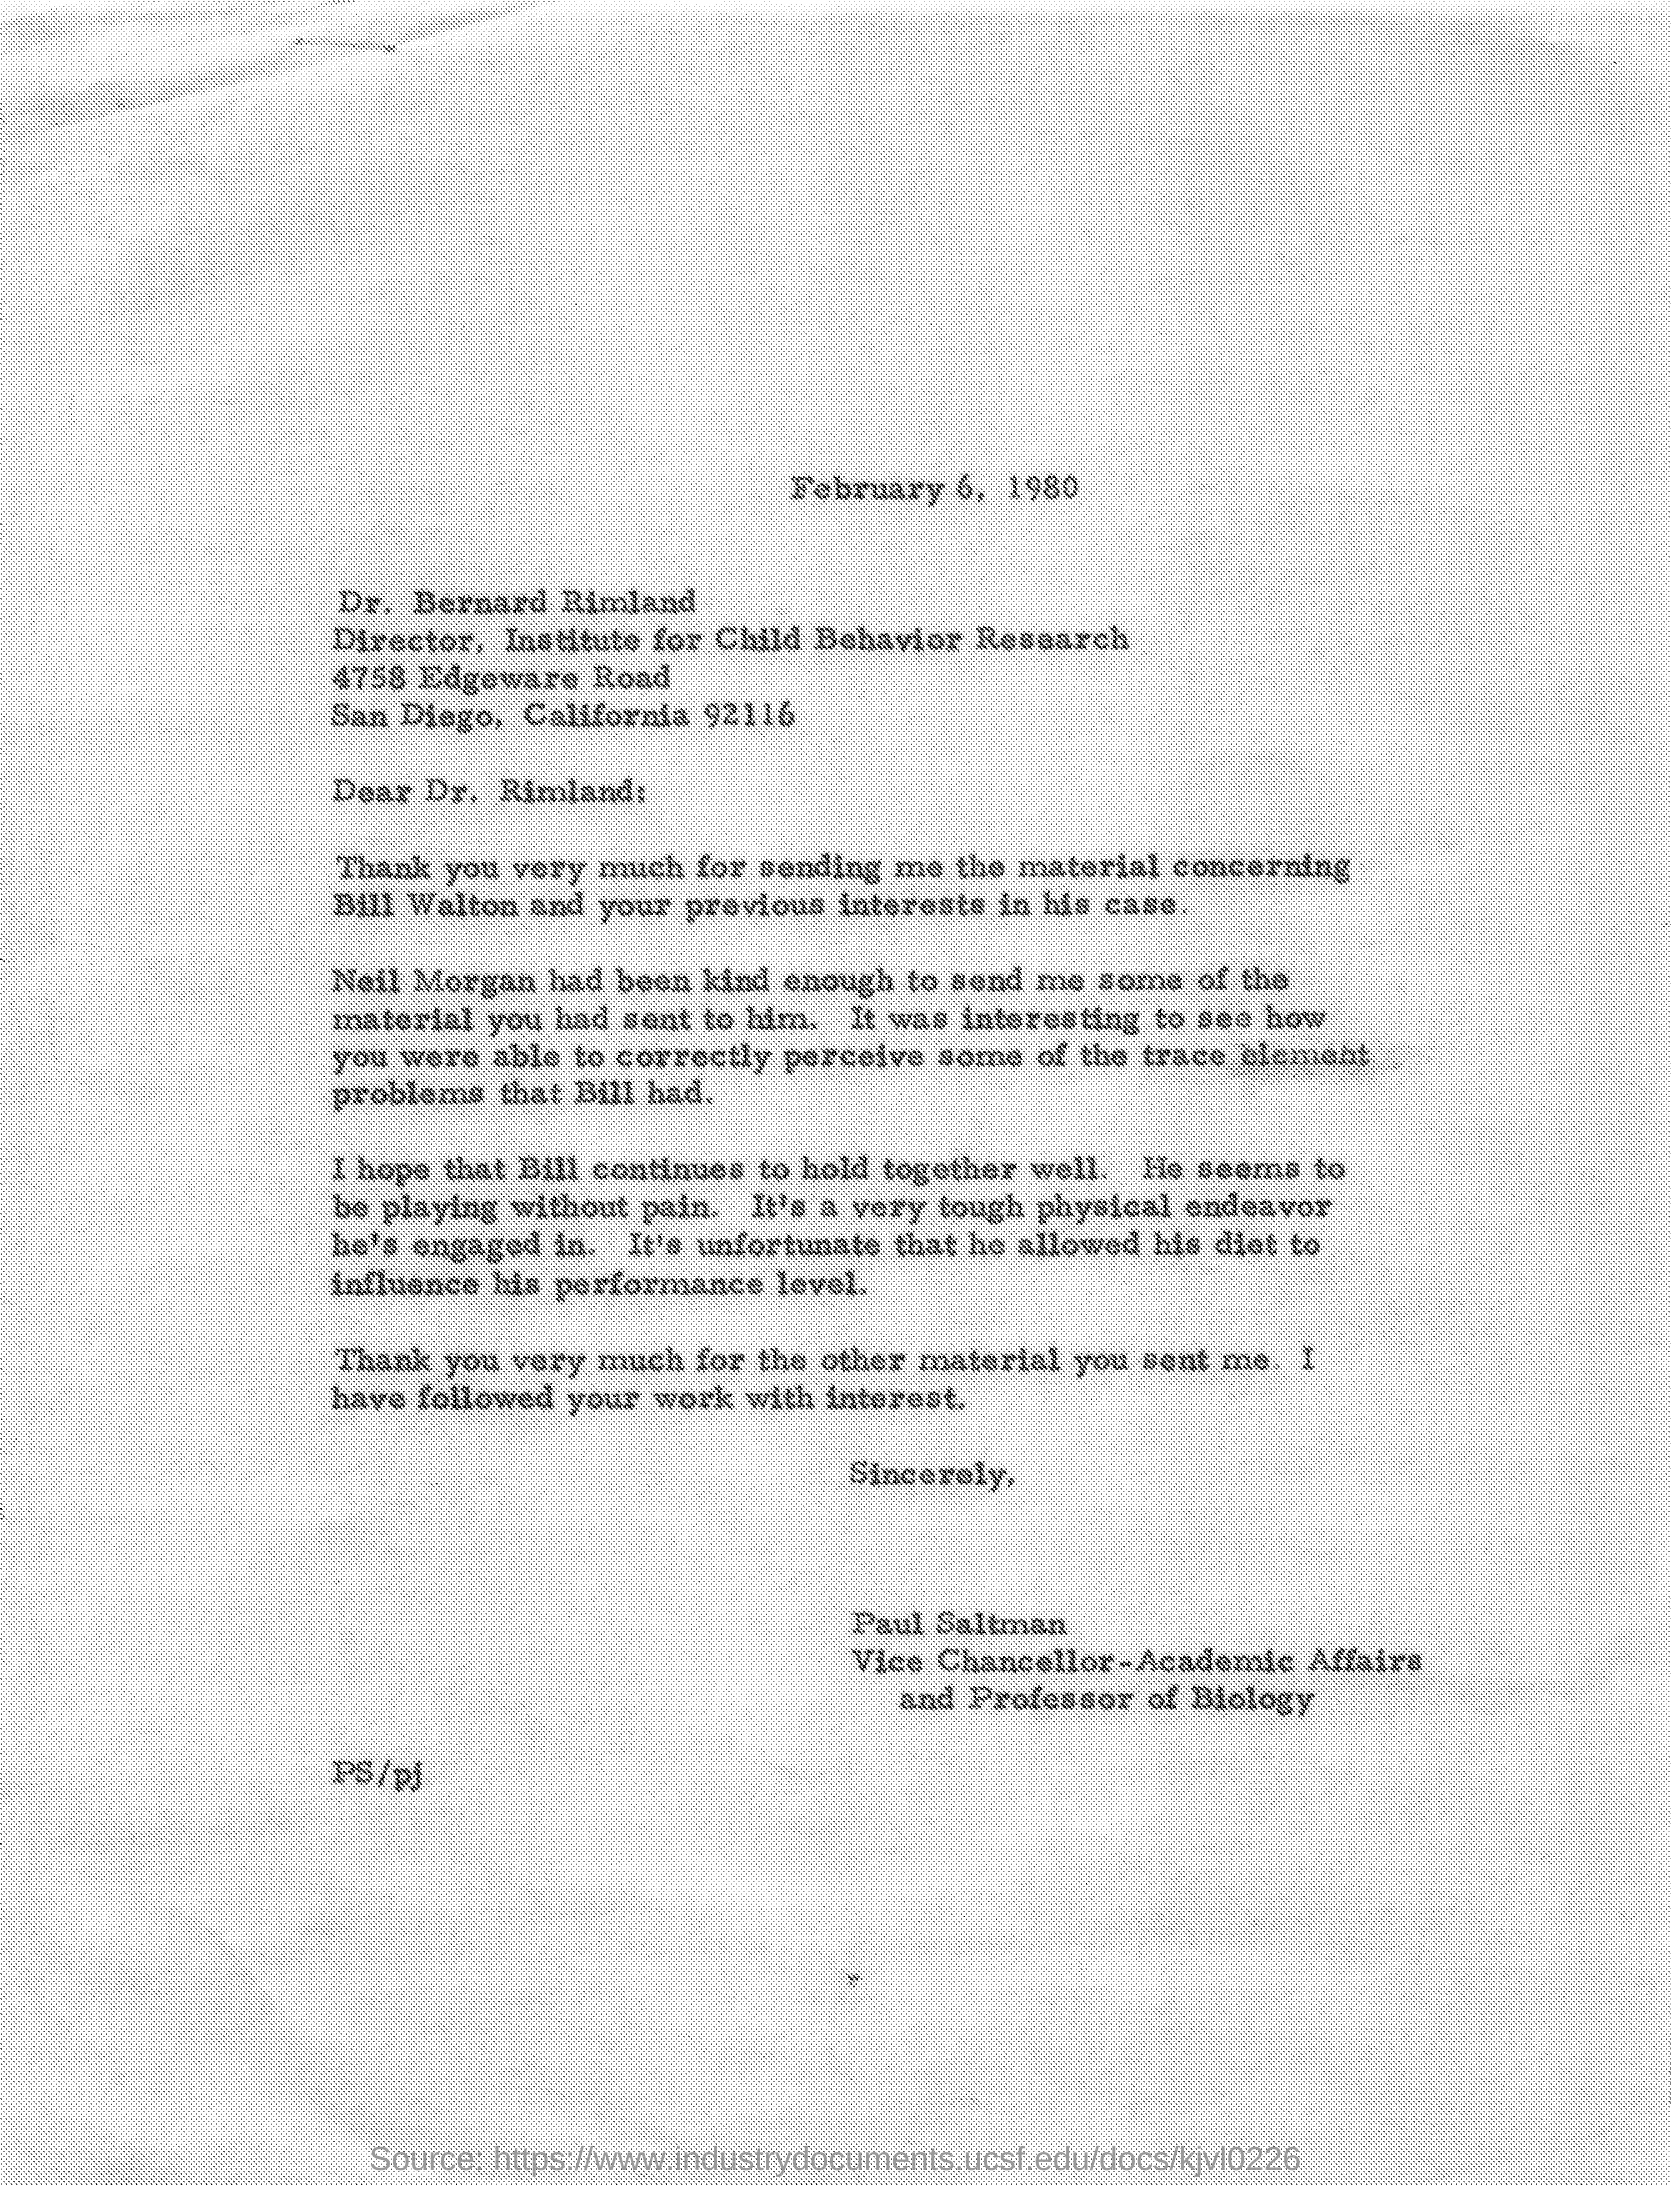 February 6, 1980
Dr. Bernard Rimland
Director, Institute for Child Behavior Research
4758 Edgeware Road
San Diego, California 92116
Dear Dr. Rimland:
Thank you very much for sending me the material concerning
Bill Walton and your previous interests in his case.
Neil Morgan had been kind enough to send me some of the
material you had sent to him. It was interesting to see how
you were able to correctly perceive some of the trace element
problems that Bill had.
I hope that Bill continues to hold together well. He seems to
be playing without pain. It's a very tough physical endeavor
he's engaged in. It's unfortunate that he allowed his diet to
influence his performance level.
Thank you very much for the other material you sent me. I
have followed your work with interest.
Sincerely,
Paul Saltman
Vice Chancellor-Academic Affairs
and Professor of Biology
PS/pj
Source: https://www.industrydocuments.ucsf.edu/docs/kjvl0226